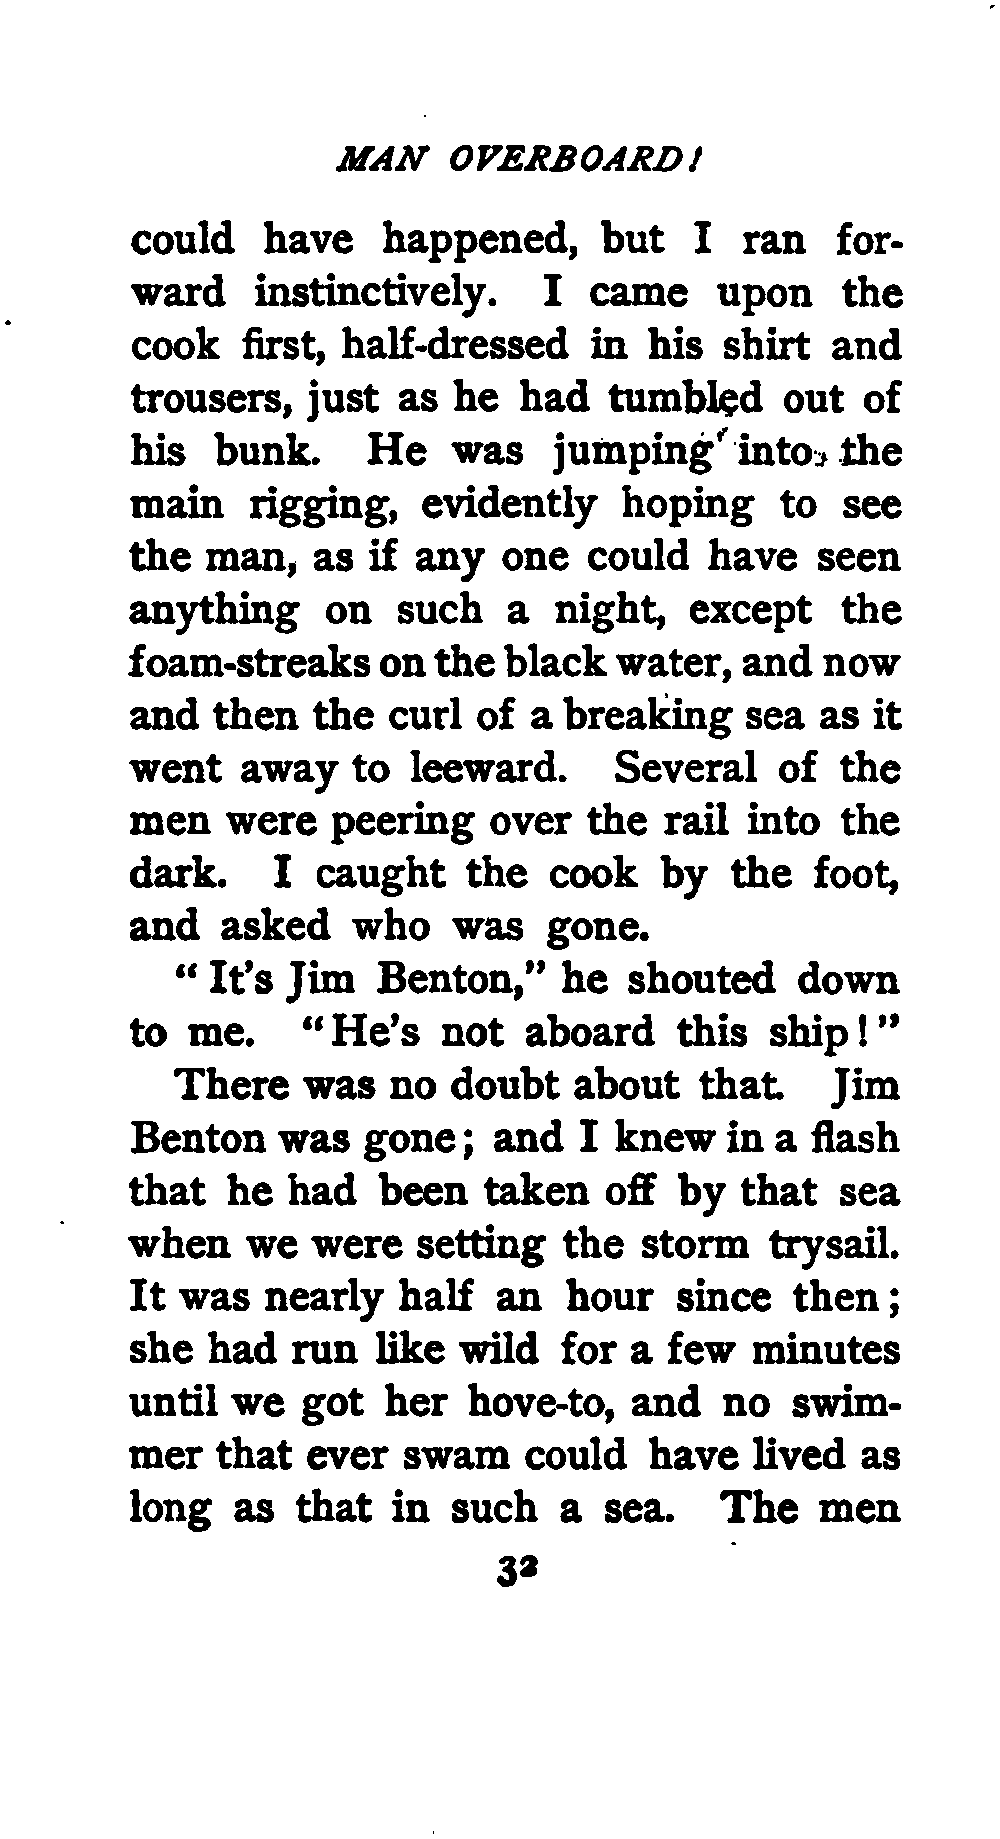 MAN OVERBOARD!
could have happened, but I ran for-
ward instinctively. I came upon the
cook first, half-dressed in his shirt and
trousers, just as he had tumbled out of
his bunk. He was jumping into the
main rigging, evidently hoping to see
the man, as if any one could have seen
anything on such a night, except the
foam-streaks on the black water, and now
and then the curl of a breaking sea as it
went away to leeward. Several of the
men were peering over the rail into the
dark. I caught the cook by the foot,
and asked who was gone.
"It's Jim Benton," he shouted down
to me. "He's not aboard this ship!"
There was no doubt about that. Jim
Benton was gone; and I knew in a flash
that he had been taken off by that sea
when we were setting the storm trysail.
It was nearly half an hour since then;
she had run like wild for a few minutes
until we got her hove-to, and no swim-
mer that ever swam could have lived as
long as that in such a sea. The men
32